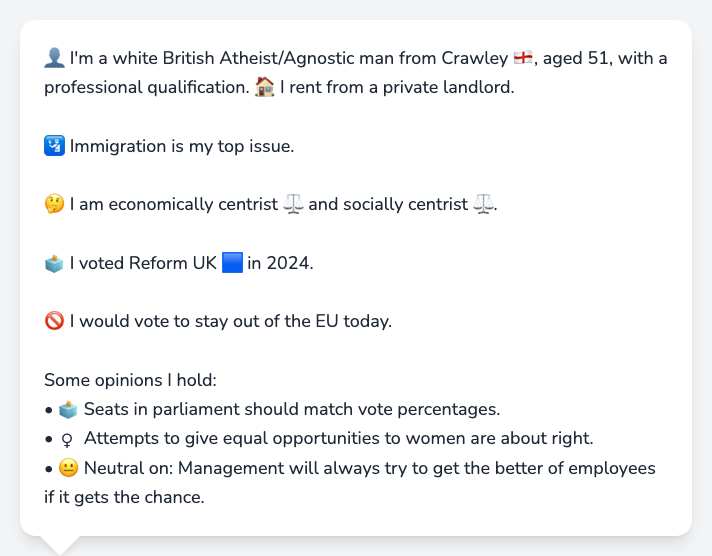 👤 I'm a white British Atheist/Agnostic man from Crawley 🏴󠁧󠁢󠁥󠁮󠁧󠁿, aged 51, with a
professional qualification. 🏠 I rent from a private landlord.
🛂 Immigration is my top issue.
🤔 I am economically centrist ⚖️ and socially centrist ⚖️.
🗳️ I voted Reform UK 🟦 in 2024.
🚫 I would vote to stay out of the EU today.
Some opinions I hold:
• 🗳️ Seats in parliament should match vote percentages.
• ♀ Attempts to give equal opportunities to women are about right.
• 😐 Neutral on: Management will always try to get the better of employees
if it gets the chance.